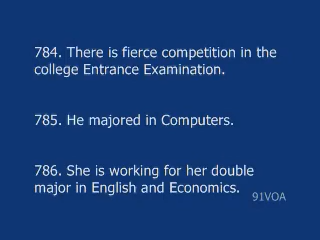 784. There is fierce competition in the
college Entrance Examination.
785. He majored in Computers.
786. She is working for her double
major in English and Economics.
91VOA